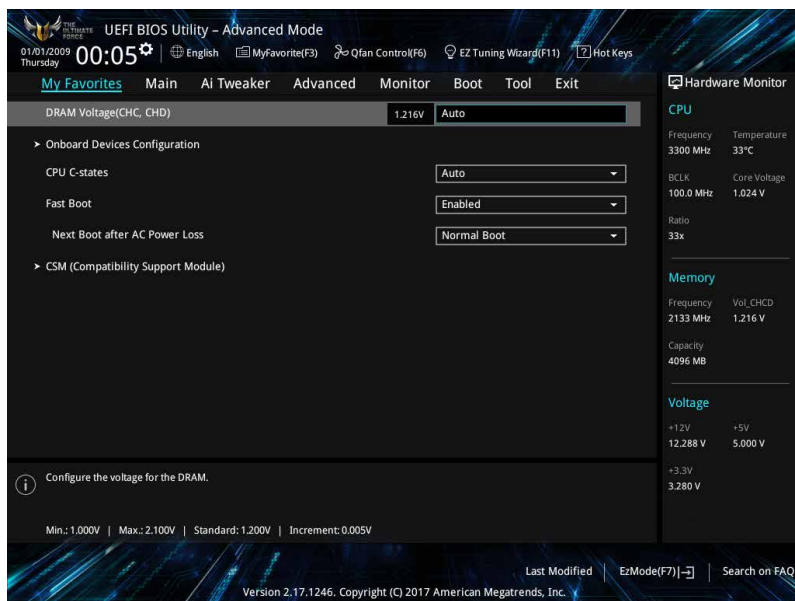 THE ULTIMATE FORCE UEFI BIOS Utility – Advanced Mode
01/01/2009 Thursday 00:05 English MyFavorite(F3) Qfan Control(F6) EZ Tuning Wizard(F11) ? Hot Keys
My Favorites Main Ai Tweaker Advanced Monitor Boot Tool Exit
DRAM Voltage(CHC, CHD) 1.216V Auto
> Onboard Devices Configuration
CPU C-states Auto
Fast Boot Enabled
Next Boot after AC Power Loss Normal Boot
> CSM (Compatibility Support Module)
Configure the voltage for the DRAM.
Min.: 1.000V | Max.: 2.100V | Standard: 1.200V | Increment: 0.005V
Hardware Monitor
CPU
Frequency Temperature
3300 MHz 33°C
BCLK Core Voltage
100.0 MHz 1.024 V
Ratio
33x
Memory
Frequency Vol_CHCD
2133 MHz 1.216 V
Capacity
4096 MB
Voltage
+12V +5V
12.288 V 5.000 V
+3.3V
3.280 V
Last Modified | EzMode(F7) | Search on FAQ
Version 2.17.1246. Copyright (C) 2017 American Megatrends, Inc.